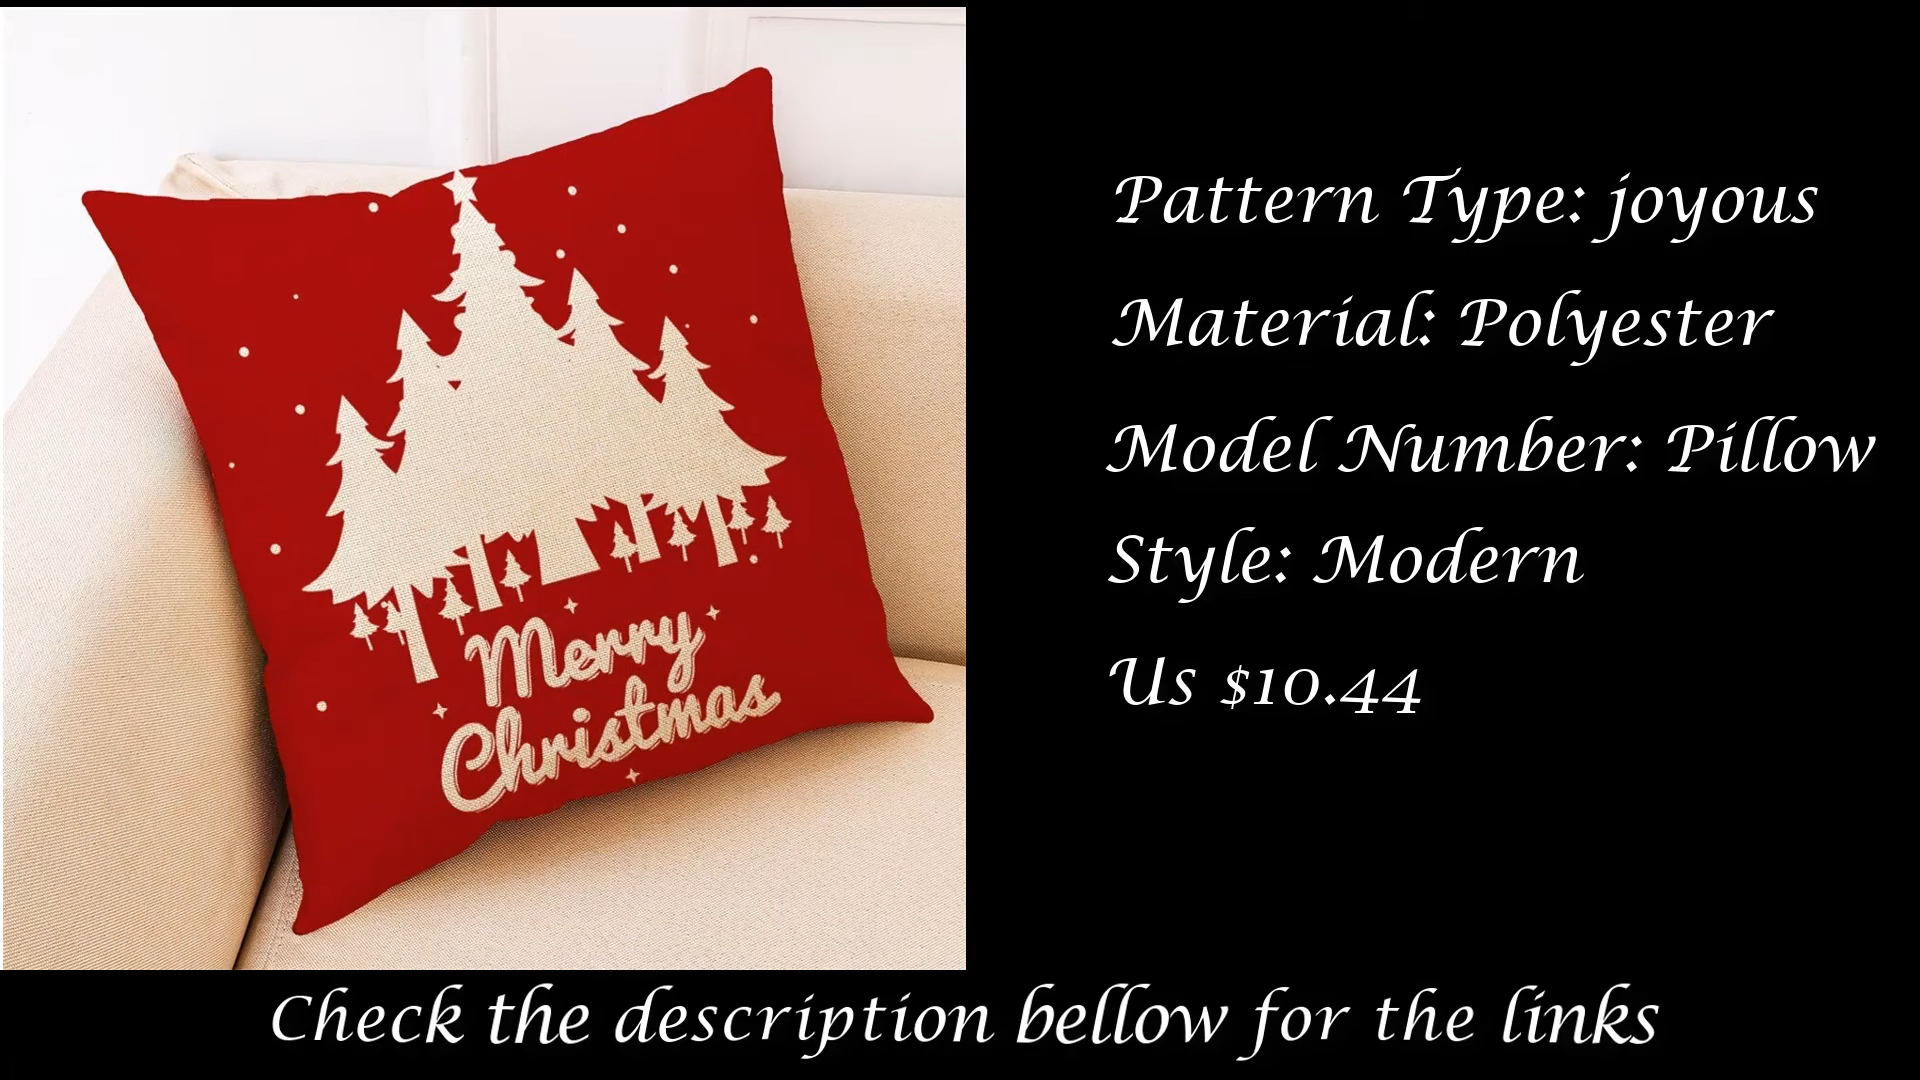 Merry
Christmas
Pattern Type: joyous
Material: Polyester
Model Number: Pillow
Style: Modern
Us $10.44
Check the description bellow for the links